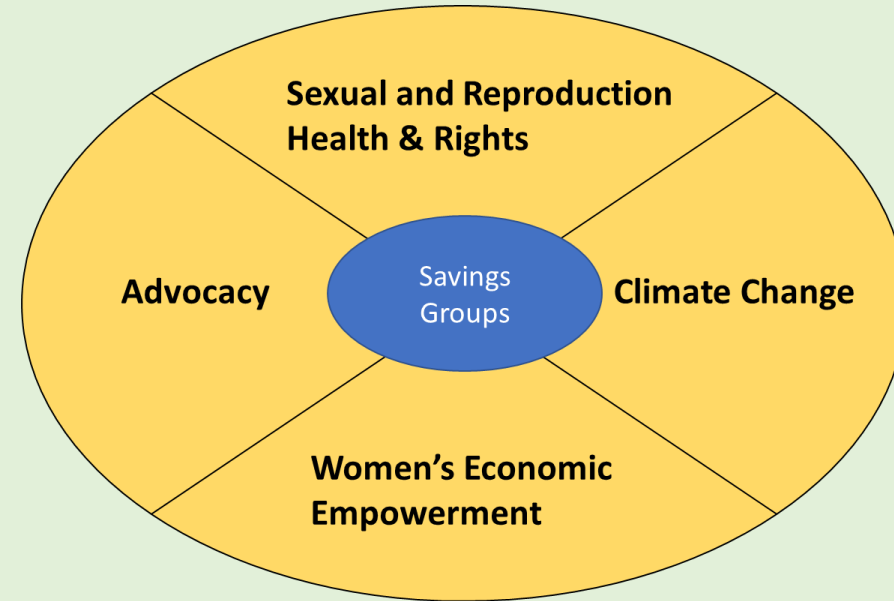 Sexual and Reproduction
Health & Rights
Advocacy
Savings
Groups
Climate Change
Women’s Economic
Empowerment